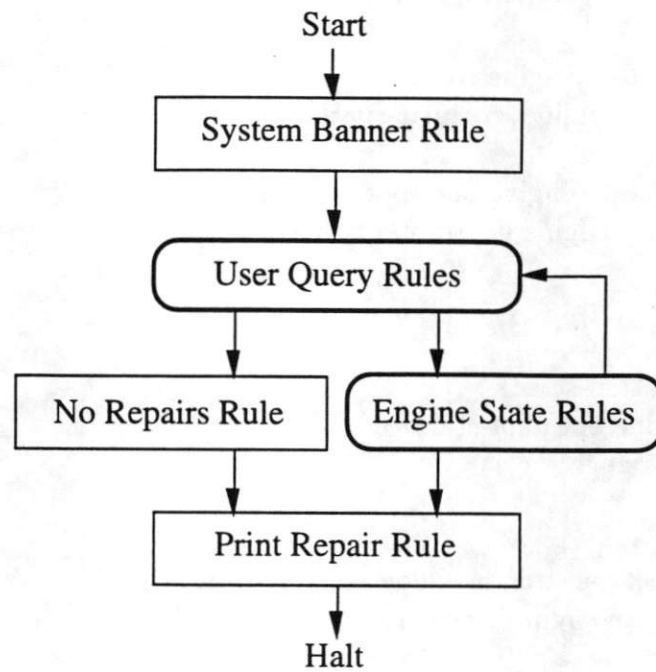 Start
System Banner Rule
User Query Rules
No Repairs Rule
Engine State Rules
Print Repair Rule
Halt